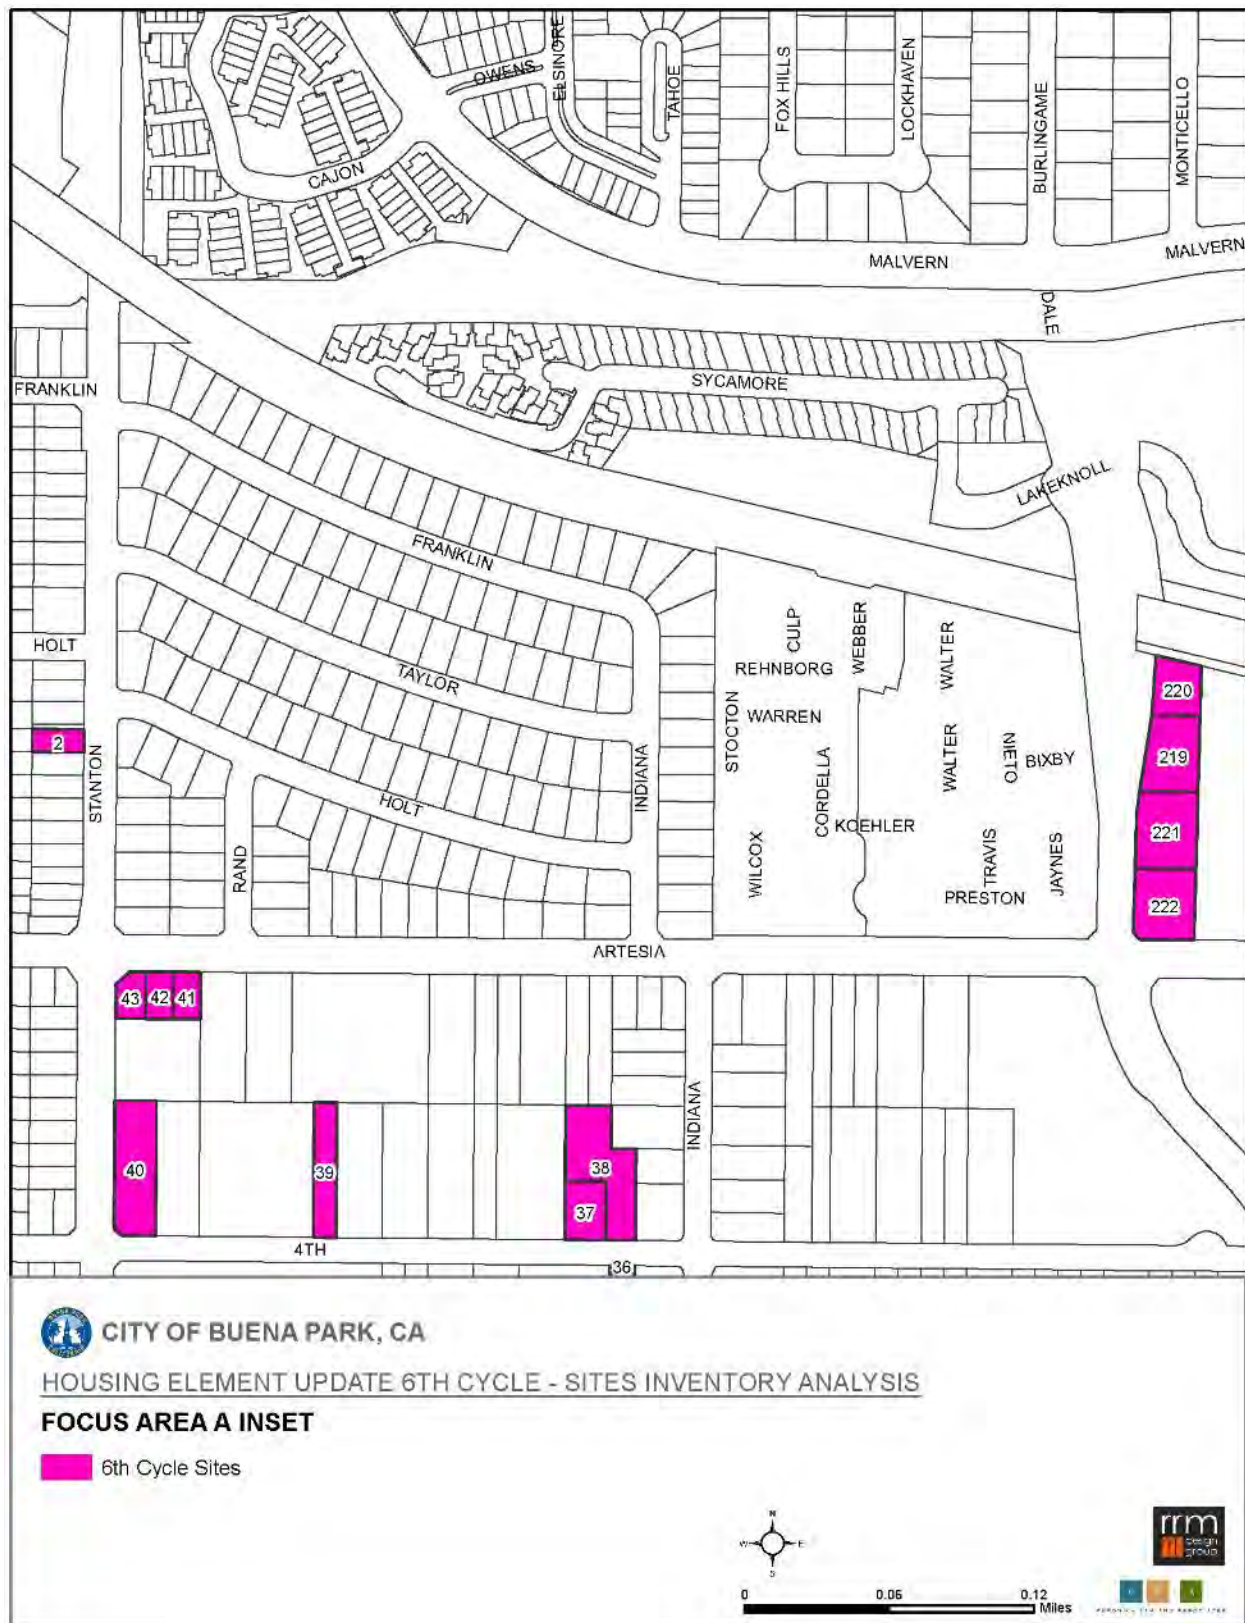 OWENS
ELSINORE
TAHOE
FOX HILLS
LOCKHAVEN
BURLINGAME
MONTICELLO
CAJON
MALVERN
MALVERN
DALE
FRANKLIN
SYCAMORE
LAKEKNOLL
FRANKLIN
CULP
WEBBER
WALTER
HOLT
REHNBORG
TAYLOR
220
WARREN
STOCTON
2
STANTON
INDIANA
CORDELLA
WALTER
NIETO
BIXBY
219
HOLT
KOEHLER
221
RAND
WILCOX
TRAVIS
JAYNES
PRESTON
222
ARTESIA
43
42
41
INDIANA
40
39
38
37
4TH
36
CITY OF BUENA PARK, CA
HOUSING ELEMENT UPDATE 6TH CYCLE - SITES INVENTORY ANALYSIS
FOCUS AREA A INSET
6th Cycle Sites
N
W E
S
rrm
design
group
0 0.06 0.12
Miles